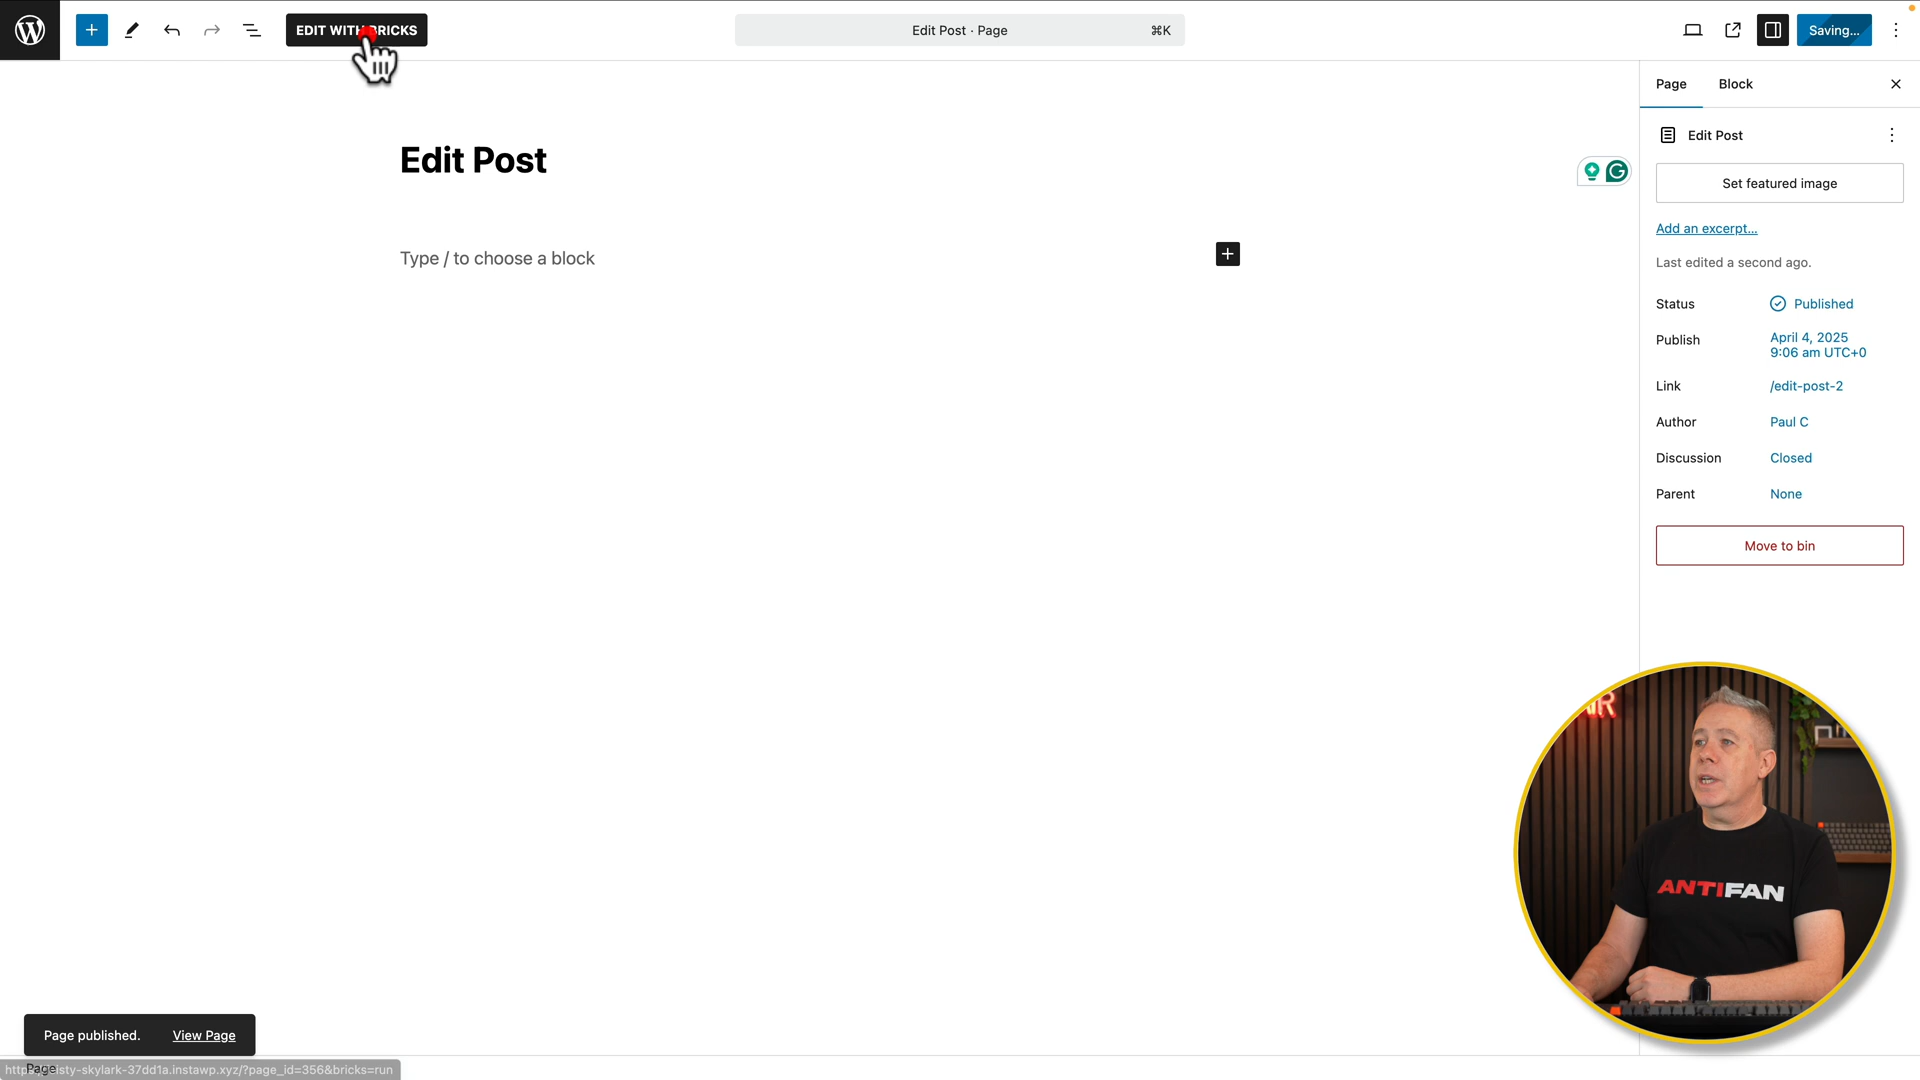 EDIT WITH BRICKS
Edit Post · Page
⌘K
Saving...
Page
Block
Edit Post
Edit Post
Set featured image
Add an excerpt...
Type / to choose a block
Last edited a second ago.
Status
Published
Publish
April 4, 2025
9:06 am UTC+0
Link
/edit-post-2
Author
Paul C
Discussion
Closed
Parent
None
Move to bin
ANTIFAN
Page published.
View Page
Page
-skylark-37dd1a.instawp.xyz/?page_id=356&bricks=run